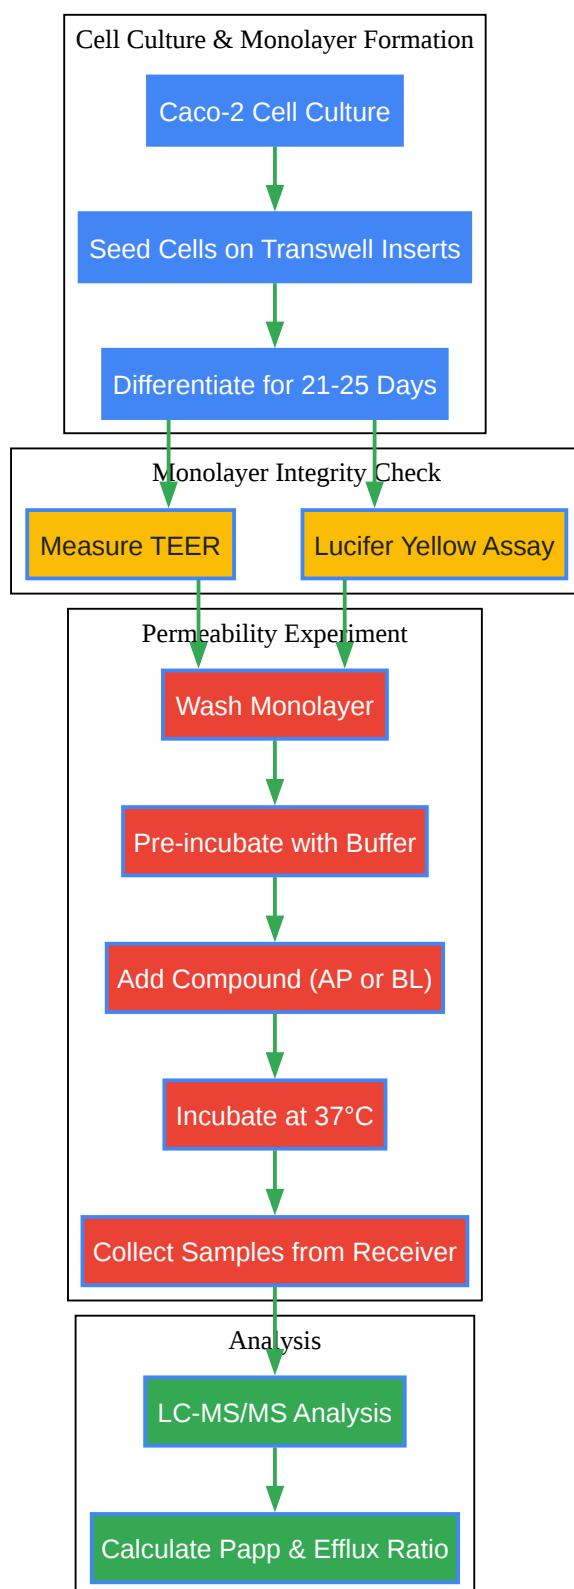 Cell Culture & Monolayer Formation
Caco-2 Cell Culture
Seed Cells on Transwell Inserts
Differentiate for 21-25 Days
Monolayer Integrity Check
Measure TEER
Lucifer Yellow Assay
Permeability Experiment
Wash Monolayer
Pre-incubate with Buffer
Add Compound (AP or BL)
Incubate at 37°C
Collect Samples from Receiver
Analysis
LC-MS/MS Analysis
Calculate Papp & Efflux Ratio